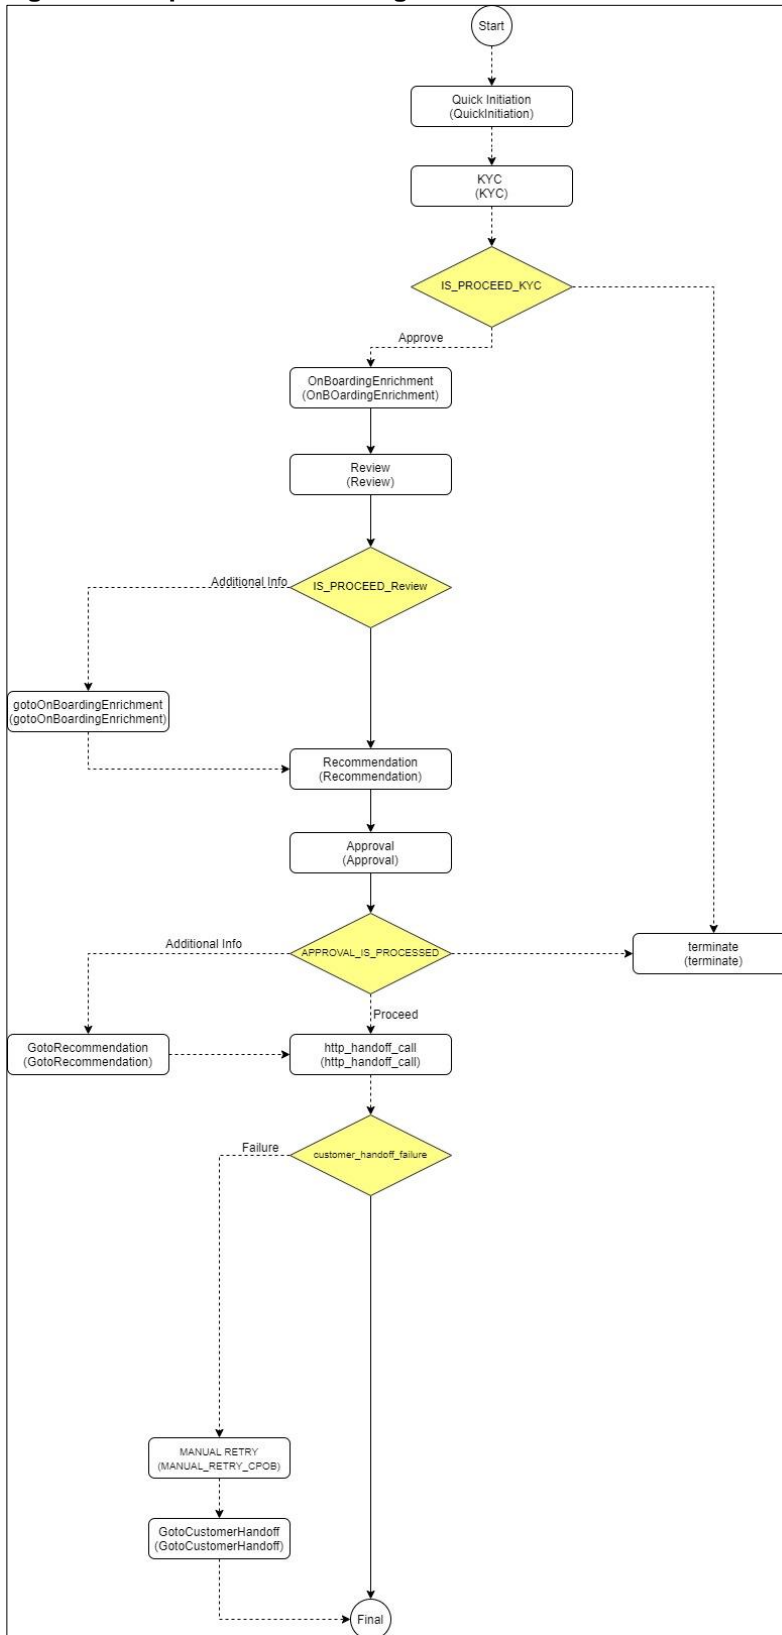 Start
Quick Initiation
(QuickInitiation)
KYC
(KYC)
IS_PROCEED_KYC
Approve
OnBoardingEnrichment
(OnBOardingEnrichment)
Review
(Review)
Additional Info
IS_PROCEED_Review
gotoOnBoardingEnrichment
(gotoOnBoardingEnrichment)
Recommendation
(Recommendation)
Approval
(Approval)
Additional Info
APPROVAL_IS_PROCESSED
terminate
(terminate)
Proceed
GotoRecommendation
(GotoRecommendation)
http_handoff_call
(http_handoff_call)
Failure
customer_handoff_failure
MANUAL RETRY
(MANUAL_RETRY_CPOB)
GotoCustomerHandoff
(GotoCustomerHandoff)
Final